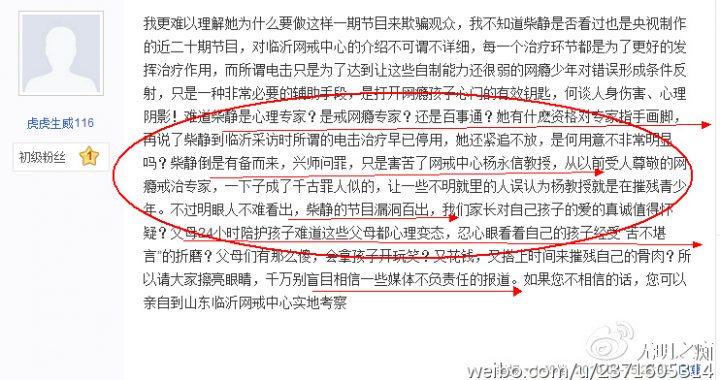 我更难以理解她为什么要做这样一期节目来欺骗观众，我不知道柴静是否看过也是央视制作
的近二十期节目，对临沂网戒中心的介绍不可谓不详细，每一个治疗环节都是为了更好的发
挥治疗作用，而所谓电击只是为了达到让这些自制能力还很弱的网瘾少年对错误形成条件反
射，只是一种非常必要的辅助手段，是打开网瘾孩子心门的有效钥匙，何谈人身伤害、心理
阴影！难道柴静是心理专家？是戒网瘾专家？还是百事通？她有什麽资格对专家指手画脚，
再说了柴静到临沂采访时所谓的电击治疗早已停用，她还紧追不放，是何用意不非常明显
吗？柴静倒是有备而来，兴师问罪，只是害苦了网戒中心杨永信教授，从以前受人尊敬的网
瘾戒治专家，一下子成了千古罪人似的，让一些不明就里的人误认为杨教授就是在摧残青少
年。不过明眼人不难看出，柴静的节目漏洞百出，我们家长对自己孩子的爱的真诚值得怀
疑？父母24小时陪护孩子难道这些父母都心理变态，忍心眼看着自己的孩子经受“苦不堪
言”的折磨？父母们有那么傻，会拿孩子开玩笑？又花钱，又搭上时间来摧残自己的骨肉？所
以请大家擦亮眼睛，千万别盲目相信一些媒体不负责任的报道。如果您不相信的话，您可以
亲自到山东临沂网戒中心实地考察
虎虎生威116
初级粉丝 1
光明之痴
weibo.com/u/2371605314